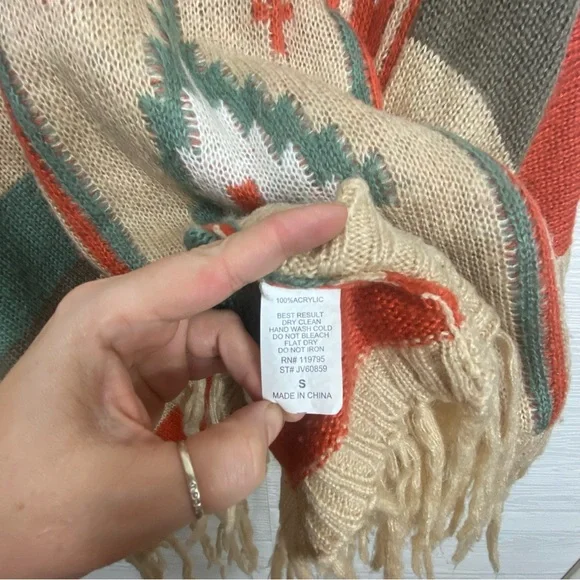 100%ACRYLIC
BEST RESULT
DRY CLEAN
HAND WASH COLD
DO NOT BLEACH
FLAT DRY
DO NOT IRON
RN# 119795
ST# JV60859
S
MADE IN CHINA